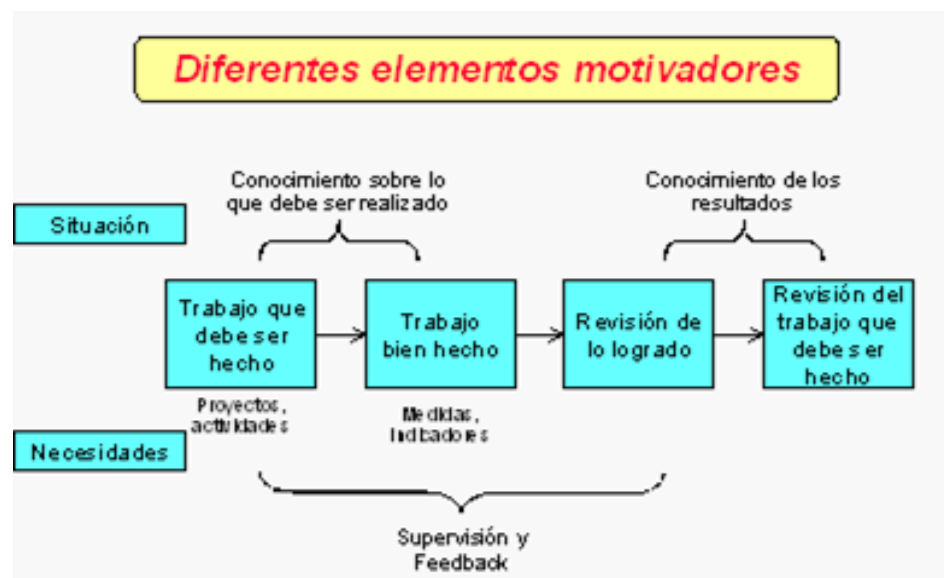 Diferentes elementos motivadores
Conocimiento sobre lo
que debe ser realizado
Conocimiento de los
resultados
Situación
Trabajo que
debe ser
hecho
Trabajo
bien hecho
Revisión de
lo logrado
Revisión del
trabajo que
debe ser
hecho
Proyectos,
actividades
Medidas,
Indicadores
Necesidades
Supervisión y
Feedback